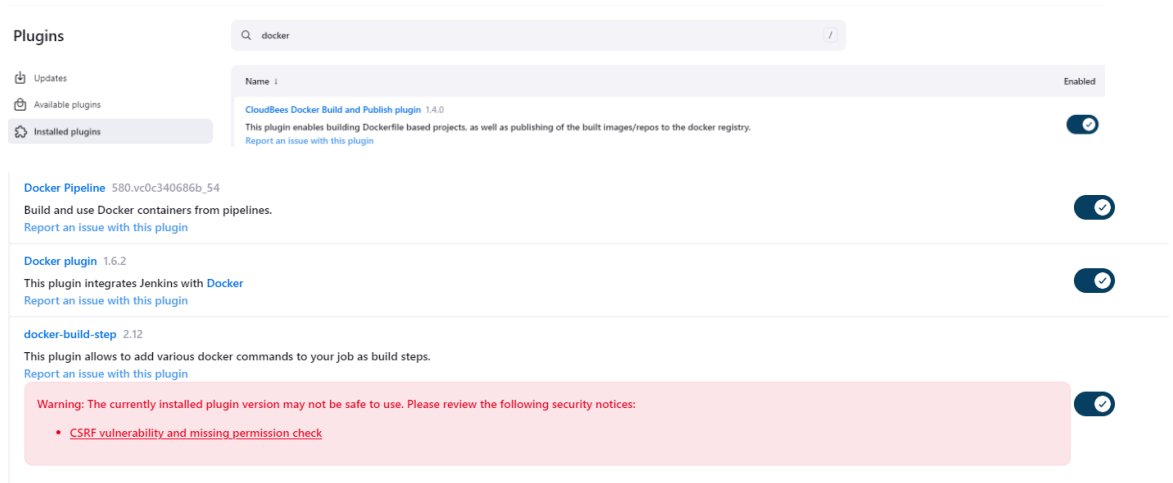 Plugins
docker
/
Updates
Available plugins
Installed plugins
Name ↓
Enabled
CloudBees Docker Build and Publish plugin 1.4.0
This plugin enables building Dockerfile based projects, as well as publishing of the built images/repos to the docker registry.
Report an issue with this plugin
Docker Pipeline 580.vc0c340686b_54
Build and use Docker containers from pipelines.
Report an issue with this plugin
Docker plugin 1.6.2
This plugin integrates Jenkins with Docker
Report an issue with this plugin
docker-build-step 2.12
This plugin allows to add various docker commands to your job as build steps.
Report an issue with this plugin
Warning: The currently installed plugin version may not be safe to use. Please review the following security notices:
• CSRF vulnerability and missing permission check